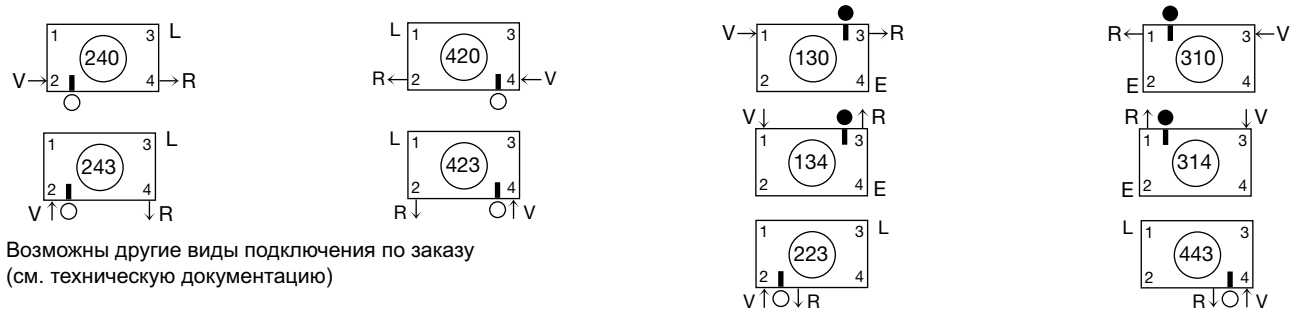 1 3 L
240
V 2 4 R
L 1 3
420
R 2 4 V
V 1 3 R
130
2 4 E
R 1 3 V
310
E 2 4
1 3 L
243
2 4
V R
L 1 3
423
2 4
R V
V R
1 3
134
2 4 E
R V
1 3
314
E 2 4
1 3 L
223
2 4
V R
L 1 3
443
2 4
R V
Возможны другие виды подключения по заказу
(см. техническую документацию)